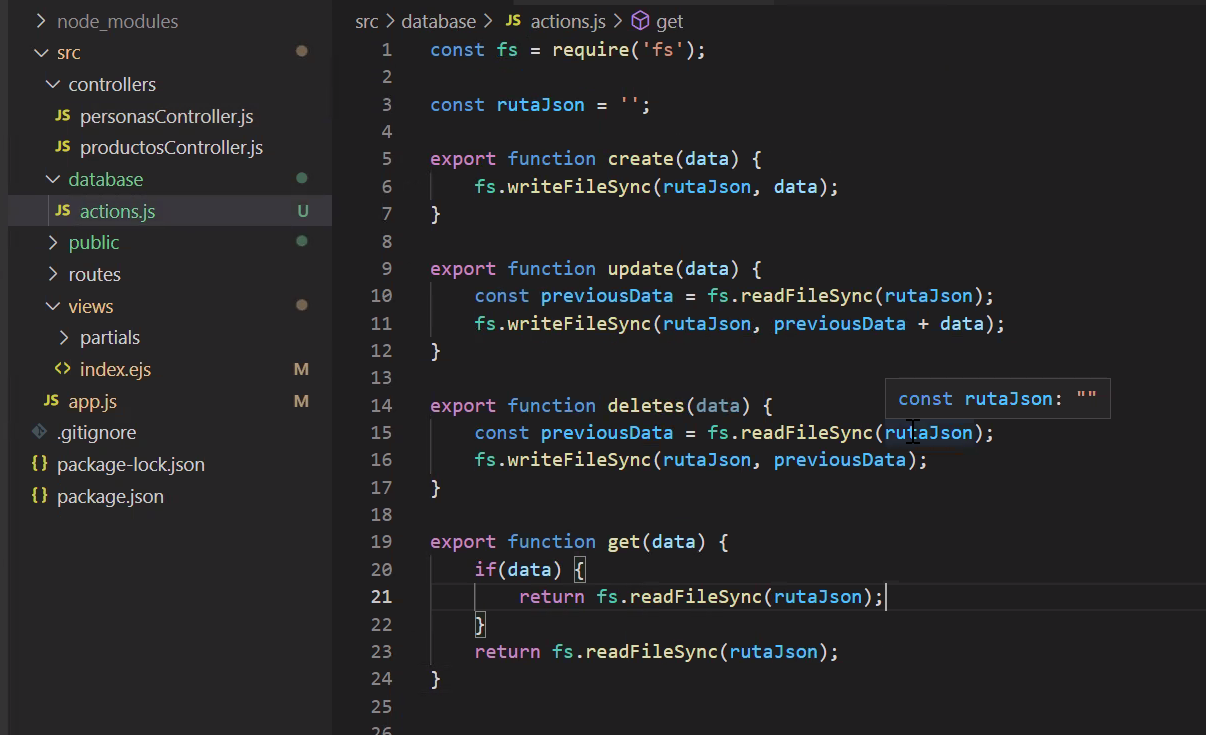 node_modules
src
controllers
JS personasController.js
JS productosController.js
database
JS actions.js U
public
routes
views
partials
<> index.ejs M
JS app.js M
.gitignore
{} package-lock.json
{} package.json
src > database > JS actions.js > get
1 const fs = require('fs');
2
3 const rutaJson = '';
4
5 export function create(data) {
6     fs.writeFileSync(rutaJson, data);
7 }
8
9 export function update(data) {
10     const previousData = fs.readFileSync(rutaJson);
11     fs.writeFileSync(rutaJson, previousData + data);
12 }
13
const rutaJson: ""
14 export function deletes(data) {
15     const previousData = fs.readFileSync(rutaJson);
16     fs.writeFileSync(rutaJson, previousData);
17 }
18
19 export function get(data) {
20     if(data) {
21         return fs.readFileSync(rutaJson);
22     }
23     return fs.readFileSync(rutaJson);
24 }
25
26